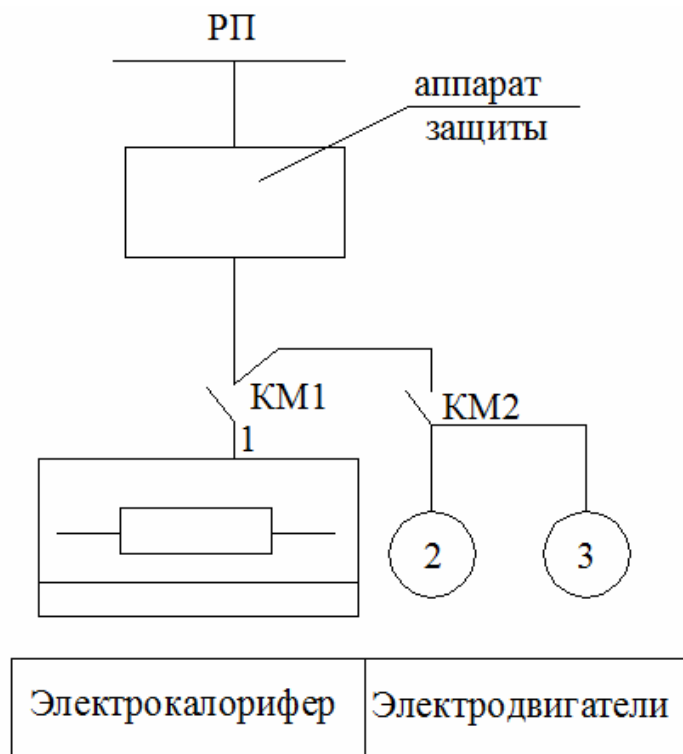 РП
аппарат
защиты
КМ1
КМ2
1
2
3
Электрокалорифер
Электродвигатели